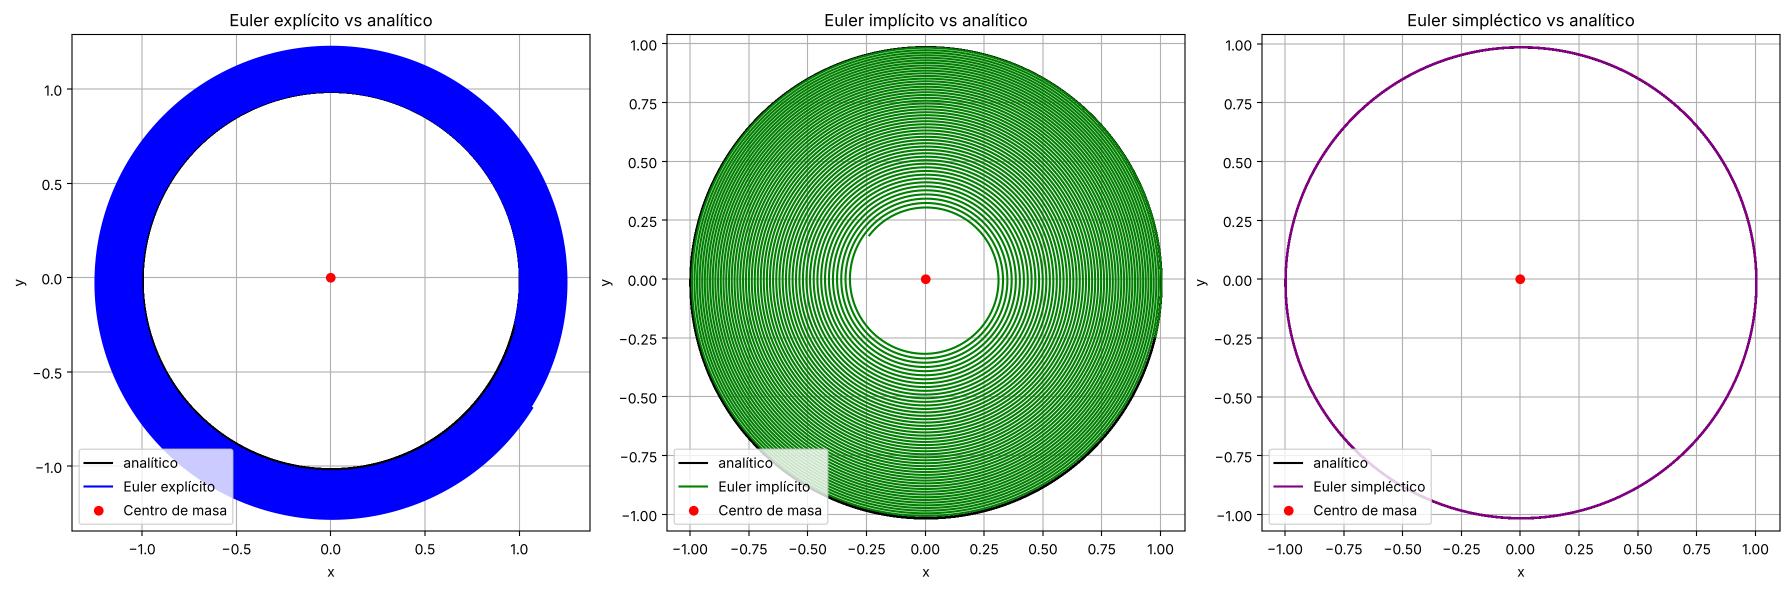 Euler explícito vs analítico
1.0
0.5
0.0
−0.5
−1.0
y
analítico
Euler explícito
Centro de masa
−1.0 −0.5 0.0 0.5 1.0
x
Euler implícito vs analítico
1.00
0.75
0.50
0.25
0.00
−0.25
−0.50
−0.75
−1.00
y
analítico
Euler implícito
Centro de masa
−1.00 −0.75 −0.50 −0.25 0.00 0.25 0.50 0.75 1.00
x
Euler simpléctico vs analítico
1.00
0.75
0.50
0.25
0.00
−0.25
−0.50
−0.75
−1.00
y
analítico
Euler simpléctico
Centro de masa
−1.00 −0.75 −0.50 −0.25 0.00 0.25 0.50 0.75 1.00
x